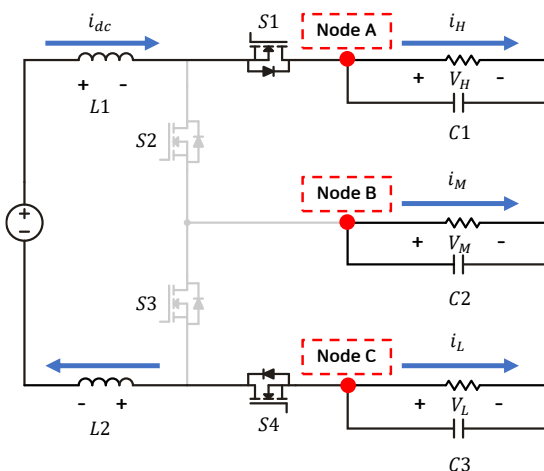 i_dc
S1
Node A
i_H
+ -
L1
+ V_H -
C1
S2
Node B
i_M
+
-
+ V_M -
C2
S3
Node C
i_L
- +
L2
S4
+ V_L -
C3